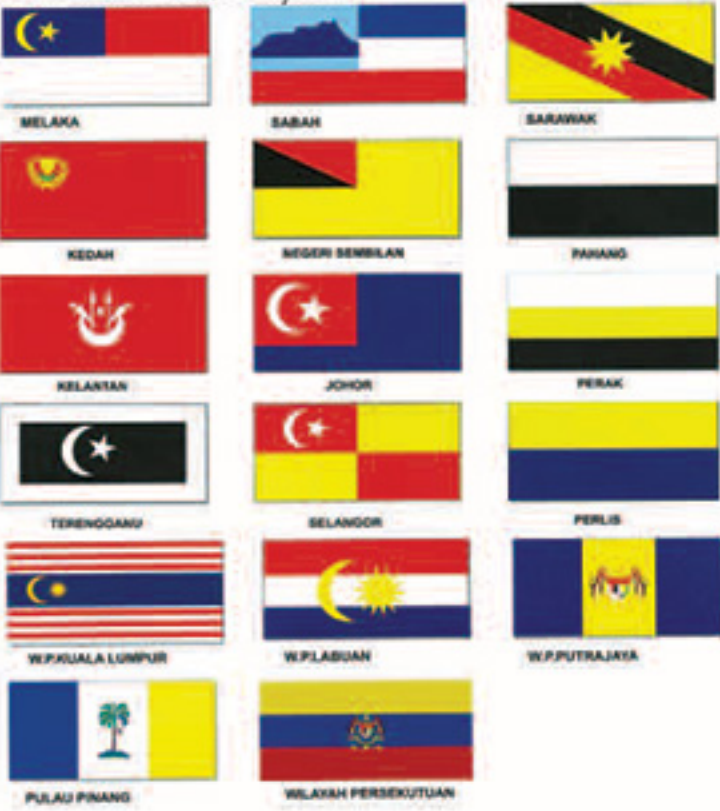 MELAKA
SABAH
SARAWAK
KEDAH
NEGERI SEMBILAN
PAHANG
KELANTAN
JOHOR
PERAK
TERENGGANU
SELANGOR
PERLIS
W.P.KUALA LUMPUR
W.P.LABUAN
W.P.PUTRAJAYA
PULAU PINANG
WILAYAH PERSEKUTUAN